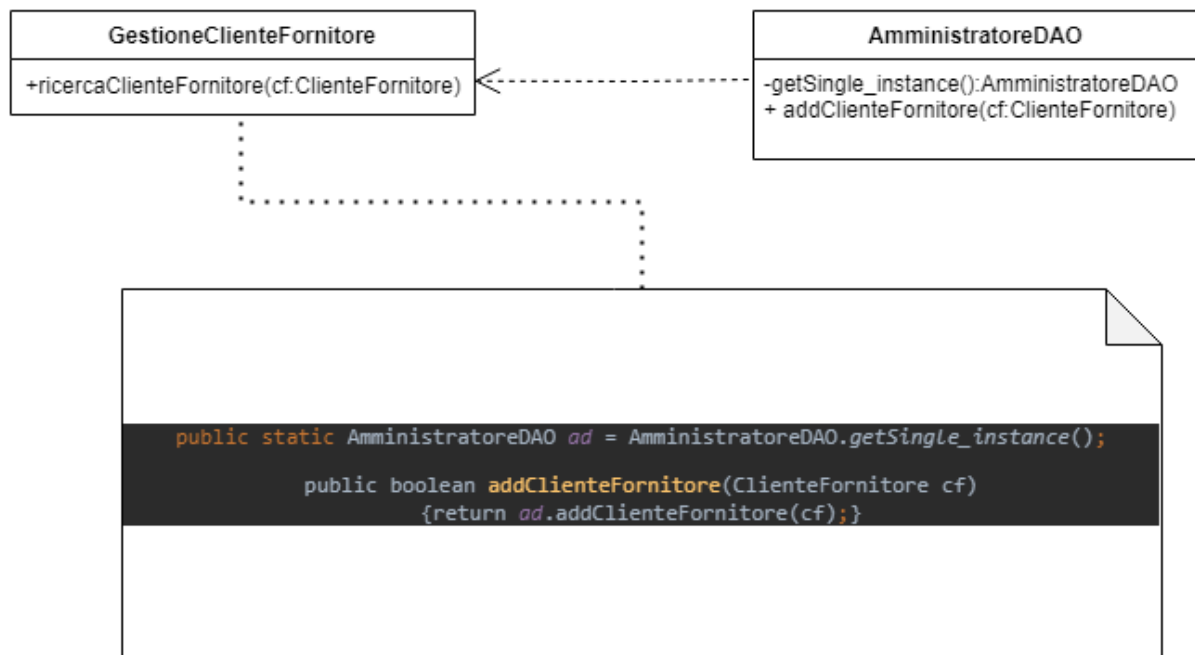 GestioneClienteFornitore
+ricercaClienteFornitore(cf:ClienteFornitore)
AmministratoreDAO
-getSingle_instance():AmministratoreDAO
+ addClienteFornitore(cf:ClienteFornitore)
public static AmministratoreDAO ad = AmministratoreDAO.getSingle_instance();
public boolean addClienteFornitore(ClienteFornitore cf)
{return ad.addClienteFornitore(cf);}